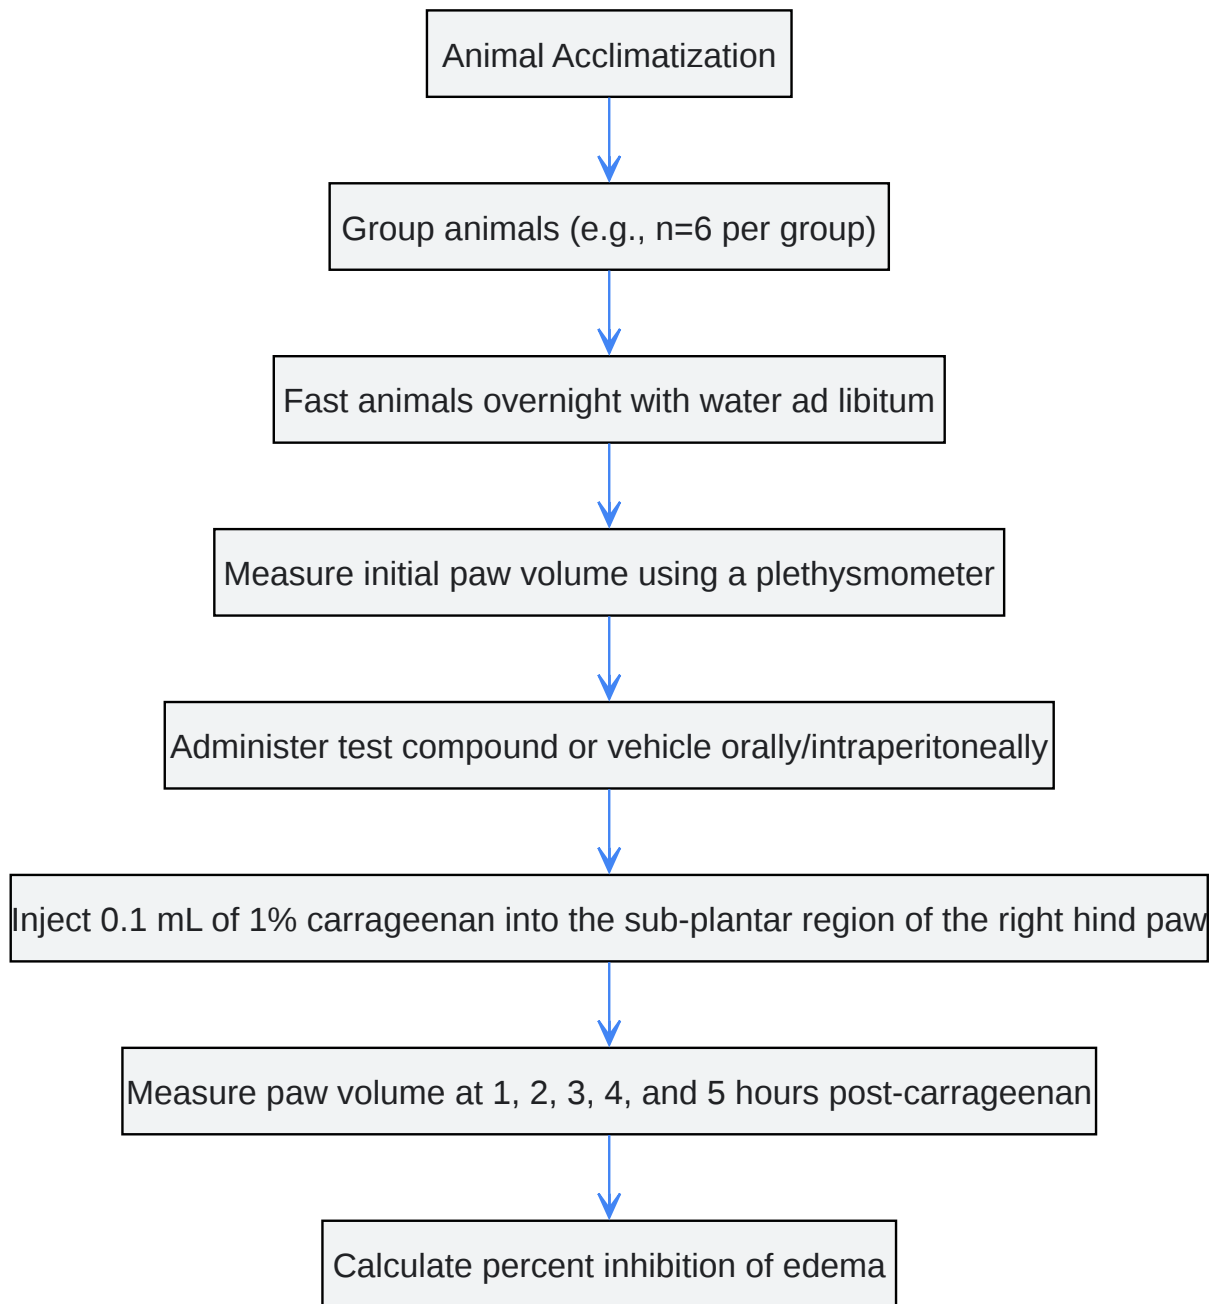 Animal Acclimatization
Group animals (e.g., n=6 per group)
Fast animals overnight with water ad libitum
Measure initial paw volume using a plethysmometer
Administer test compound or vehicle orally/intraperitoneally
Inject 0.1 mL of 1% carrageenan into the sub-plantar region of the right hind paw
Measure paw volume at 1, 2, 3, 4, and 5 hours post-carrageenan
Calculate percent inhibition of edema